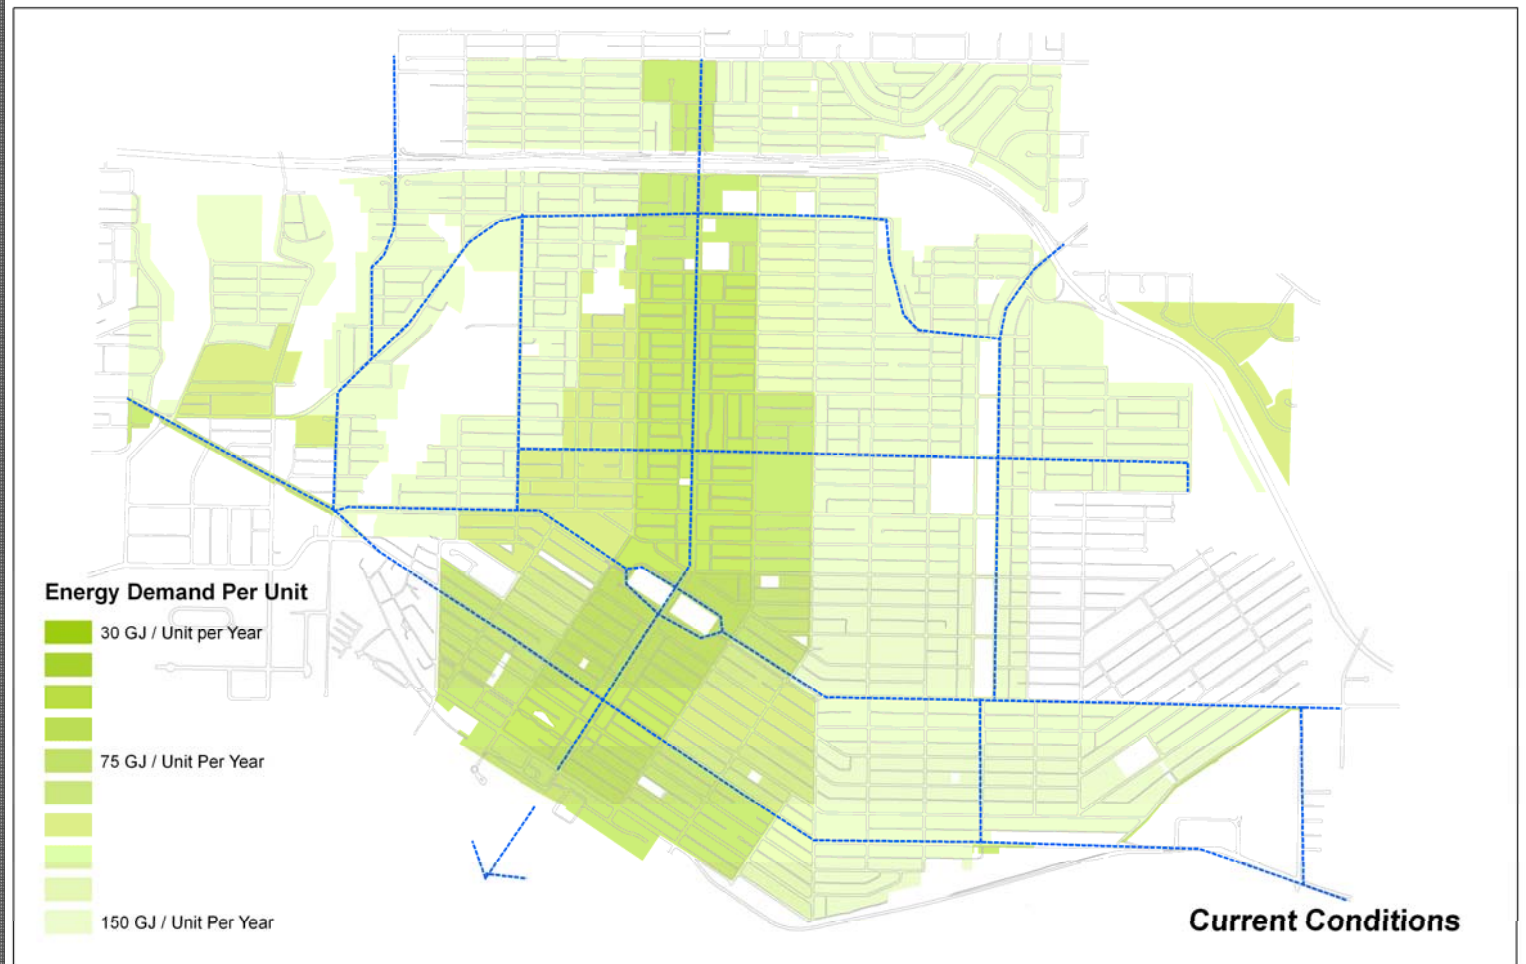 Energy Demand Per Unit
30 GJ / Unit per Year
75 GJ / Unit Per Year
150 GJ / Unit Per Year
Current Conditions